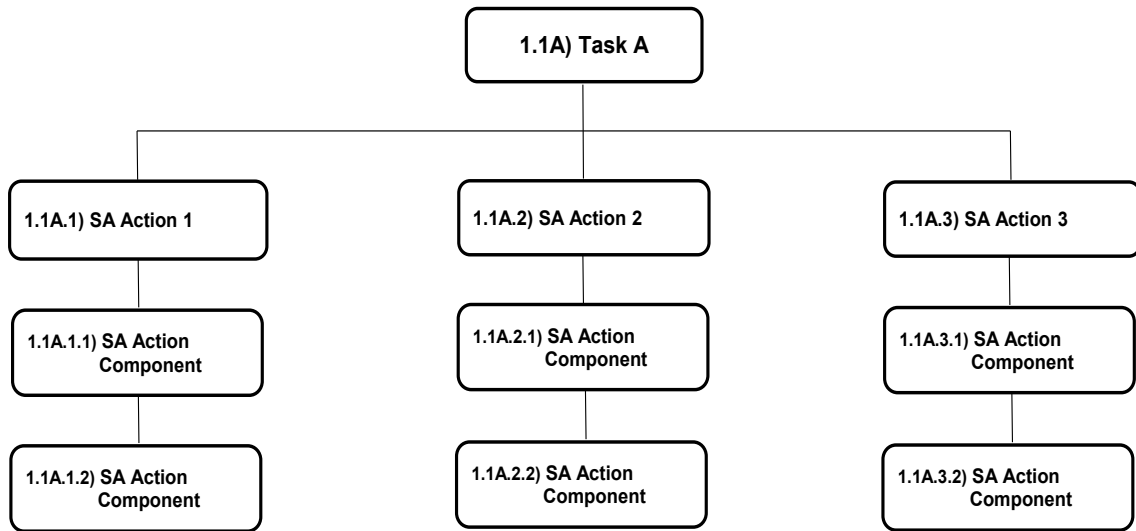 1.1A) Task A
1.1A.1) SA Action 1
1.1A.2) SA Action 2
1.1A.3) SA Action 3
1.1A.1.1) SA Action
Component
1.1A.2.1) SA Action
Component
1.1A.3.1) SA Action
Component
1.1A.1.2) SA Action
Component
1.1A.2.2) SA Action
Component
1.1A.3.2) SA Action
Component